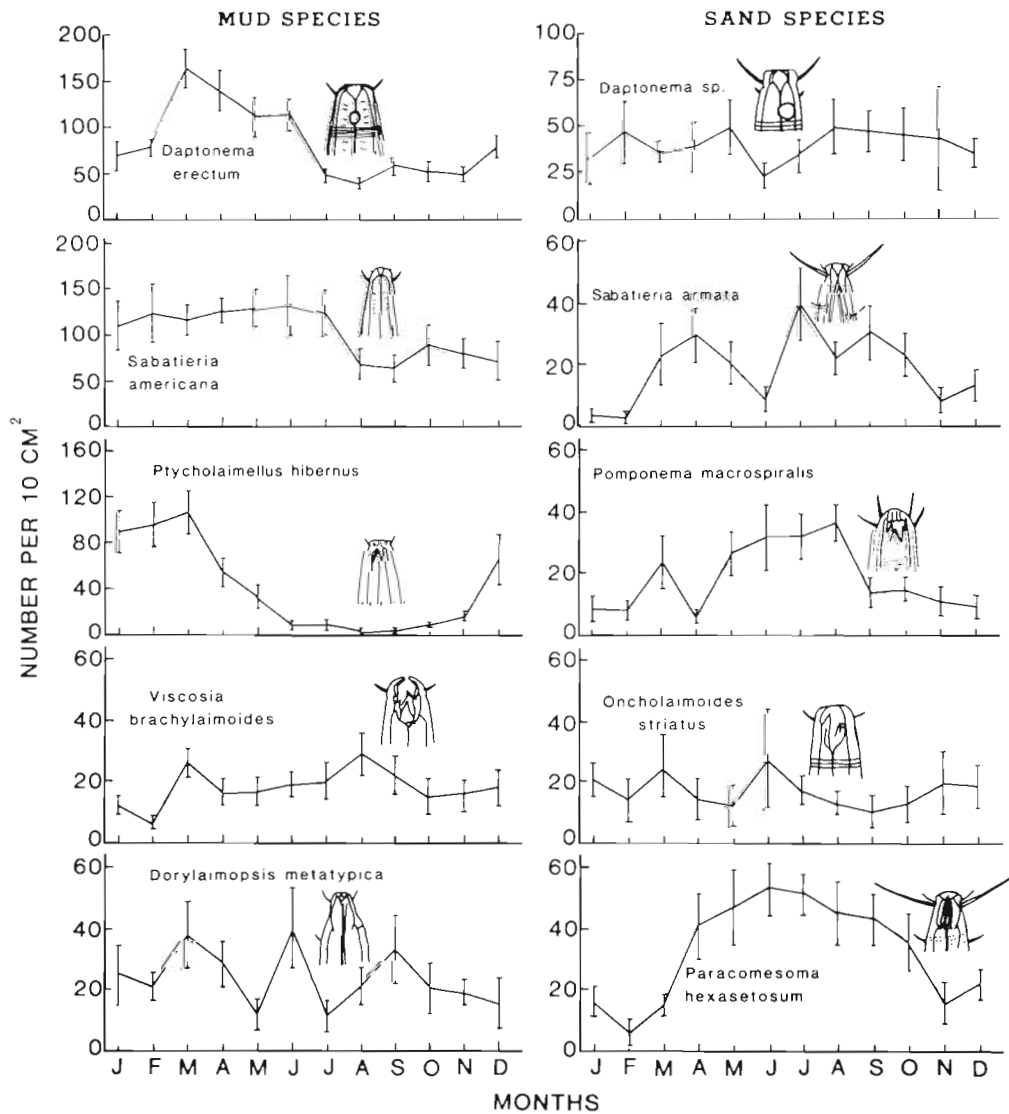 MUD SPECIES
SAND SPECIES
NUMBER PER 10 CM²
200
150
100
50
0
Daptonema
erectum
J F M A M J J A S O N D
100
75
50
25
0
Daptonema sp.
J F M A M J J A S O N D
200
150
100
50
0
Sabatieria
americana
J F M A M J J A S O N D
60
40
20
0
Sabatieria armata
J F M A M J J A S O N D
160
120
80
40
0
Ptycholaimellus hibernus
J F M A M J J A S O N D
60
40
20
0
Pomponema macrospiralis
J F M A M J J A S O N D
60
40
20
0
Viscosia
brachylaimoides
J F M A M J J A S O N D
60
40
20
0
Oncholaimoides
striatus
J F M A M J J A S O N D
60
40
20
0
Dorylaimopsis metatypica
J F M A M J J A S O N D
60
40
20
0
Paracomesoma
hexasetosum
J F M A M J J A S O N D
MONTHS